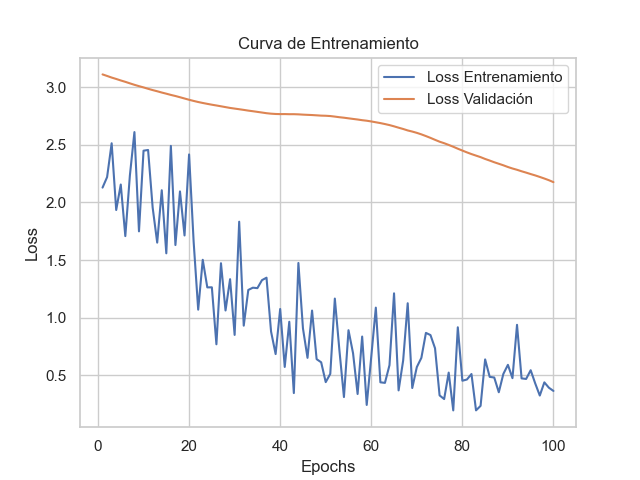 Curva de Entrenamiento
Loss Entrenamiento
Loss Validación
3.0
2.5
2.0
1.5
1.0
0.5
Loss
0 20 40 60 80 100
Epochs